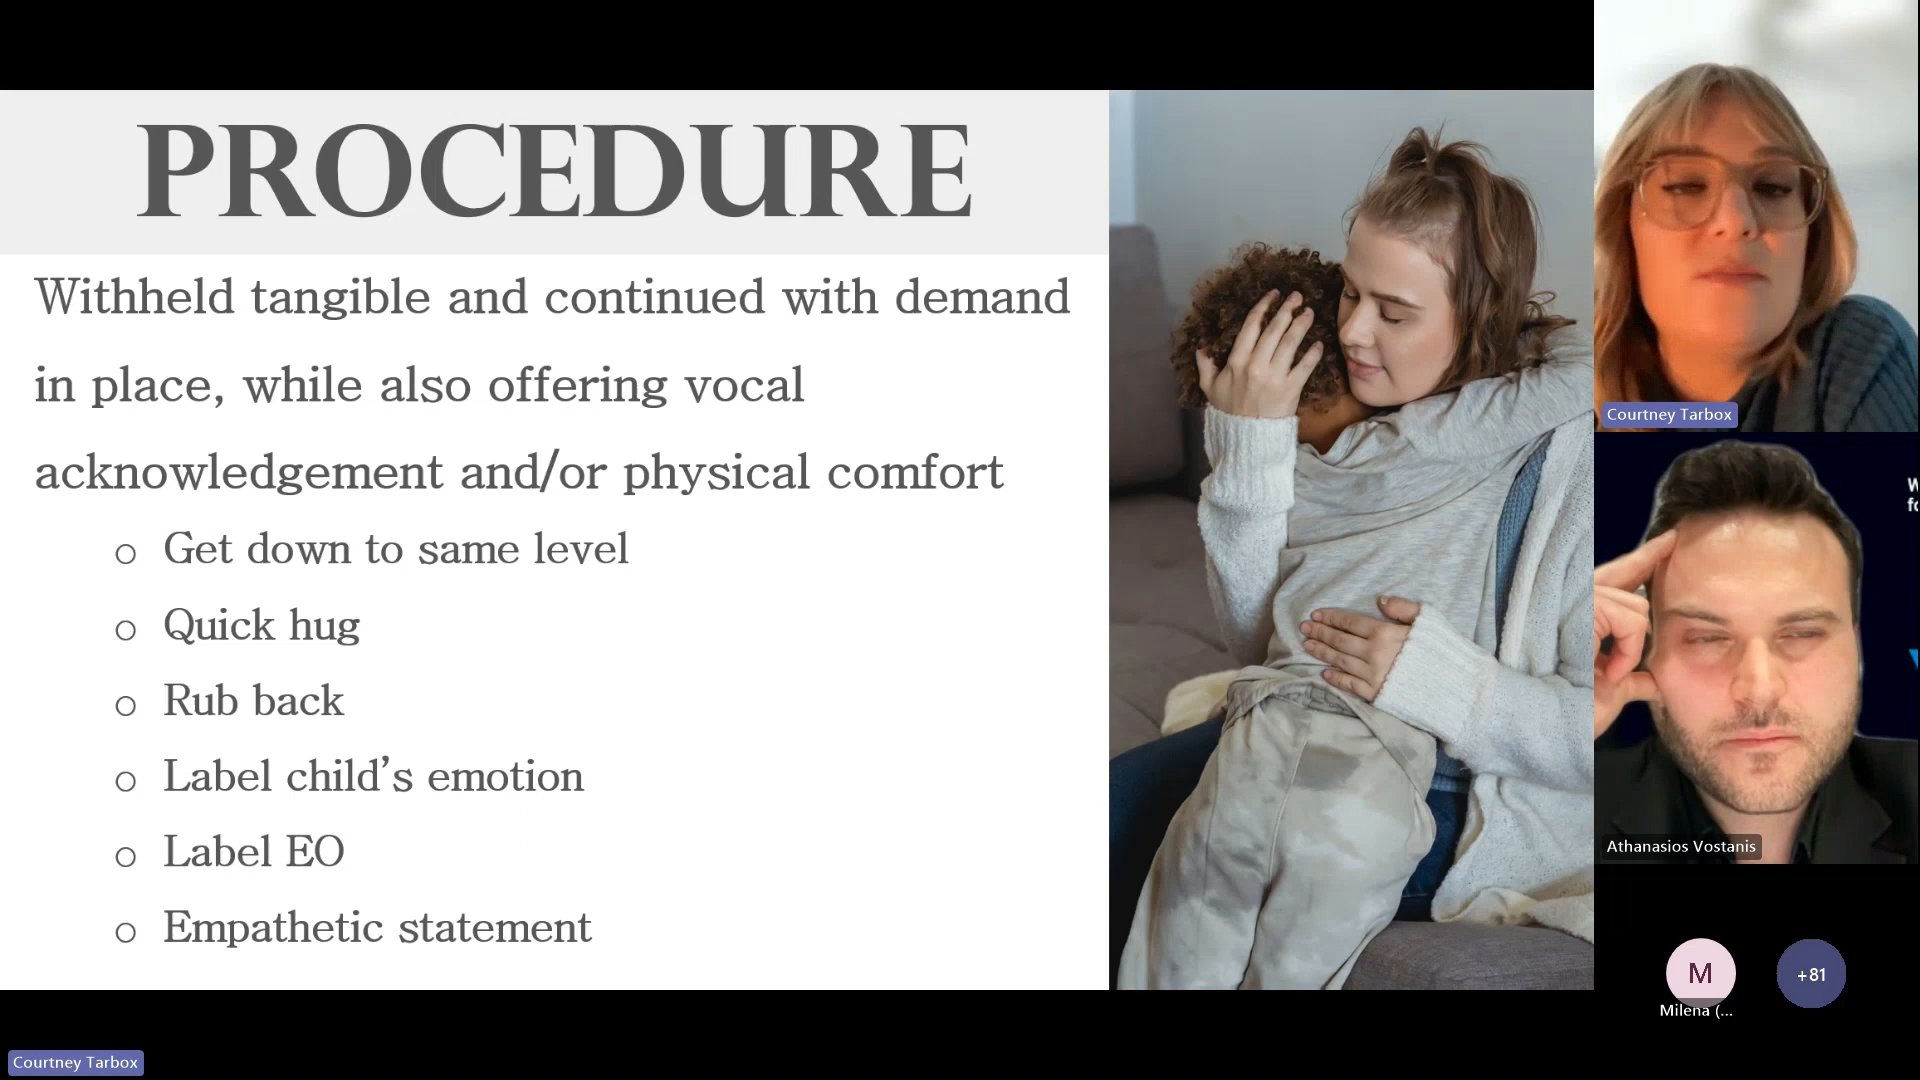 PROCEDURE
Withheld tangible and continued with demand
in place, while also offering vocal
acknowledgement and/or physical comfort
o Get down to same level
o Quick hug
o Rub back
o Label child's emotion
o Label EO
o Empathetic statement
Courtney Tarbox
Athanasios Vostanis
M
Milena (...
+81
Courtney Tarbox